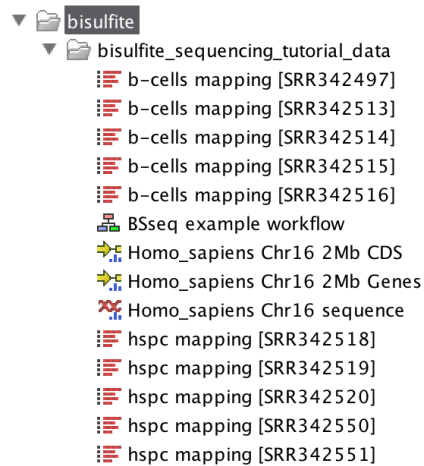 bisulfite
bisulfite_sequencing_tutorial_data
b-cells mapping [SRR342497]
b-cells mapping [SRR342513]
b-cells mapping [SRR342514]
b-cells mapping [SRR342515]
b-cells mapping [SRR342516]
BSseq example workflow
Homo_sapiens Chr16 2Mb CDS
Homo_sapiens Chr16 2Mb Genes
Homo_sapiens Chr16 sequence
hspc mapping [SRR342518]
hspc mapping [SRR342519]
hspc mapping [SRR342520]
hspc mapping [SRR342550]
hspc mapping [SRR342551]